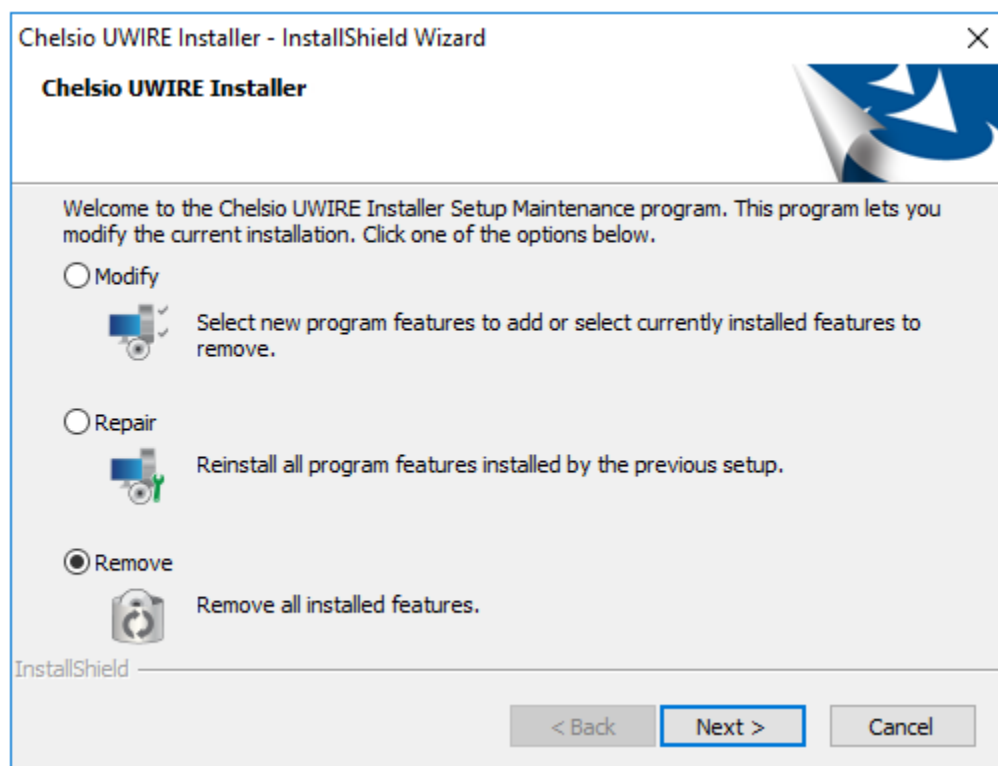 Chelsio UWIRE Installer - InstallShield Wizard
Chelsio UWIRE Installer
Welcome to the Chelsio UWIRE Installer Setup Maintenance program. This program lets you
modify the current installation. Click one of the options below.
Modify
Select new program features to add or select currently installed features to
remove.
Repair
Reinstall all program features installed by the previous setup.
Remove
Remove all installed features.
InstallShield
< Back Next > Cancel